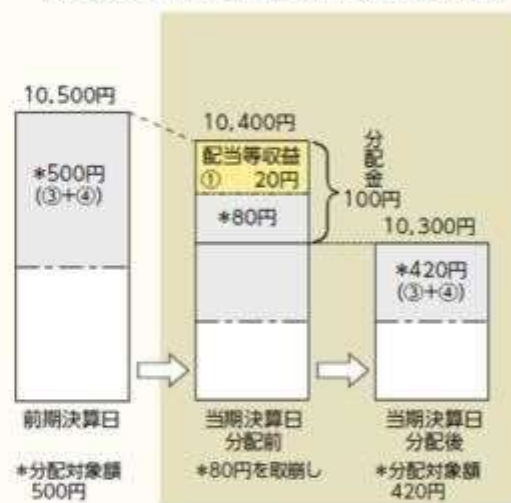 10,500円
*500円
(③+④)
10,400円
配当等収益
① 20円
*80円
分配金
100円
10,300円
*420円
(③+④)
前期決算日
当期決算日
分配前
当期決算日
分配後
*分配対象額
500円
*80円を取崩し
*分配対象額
420円